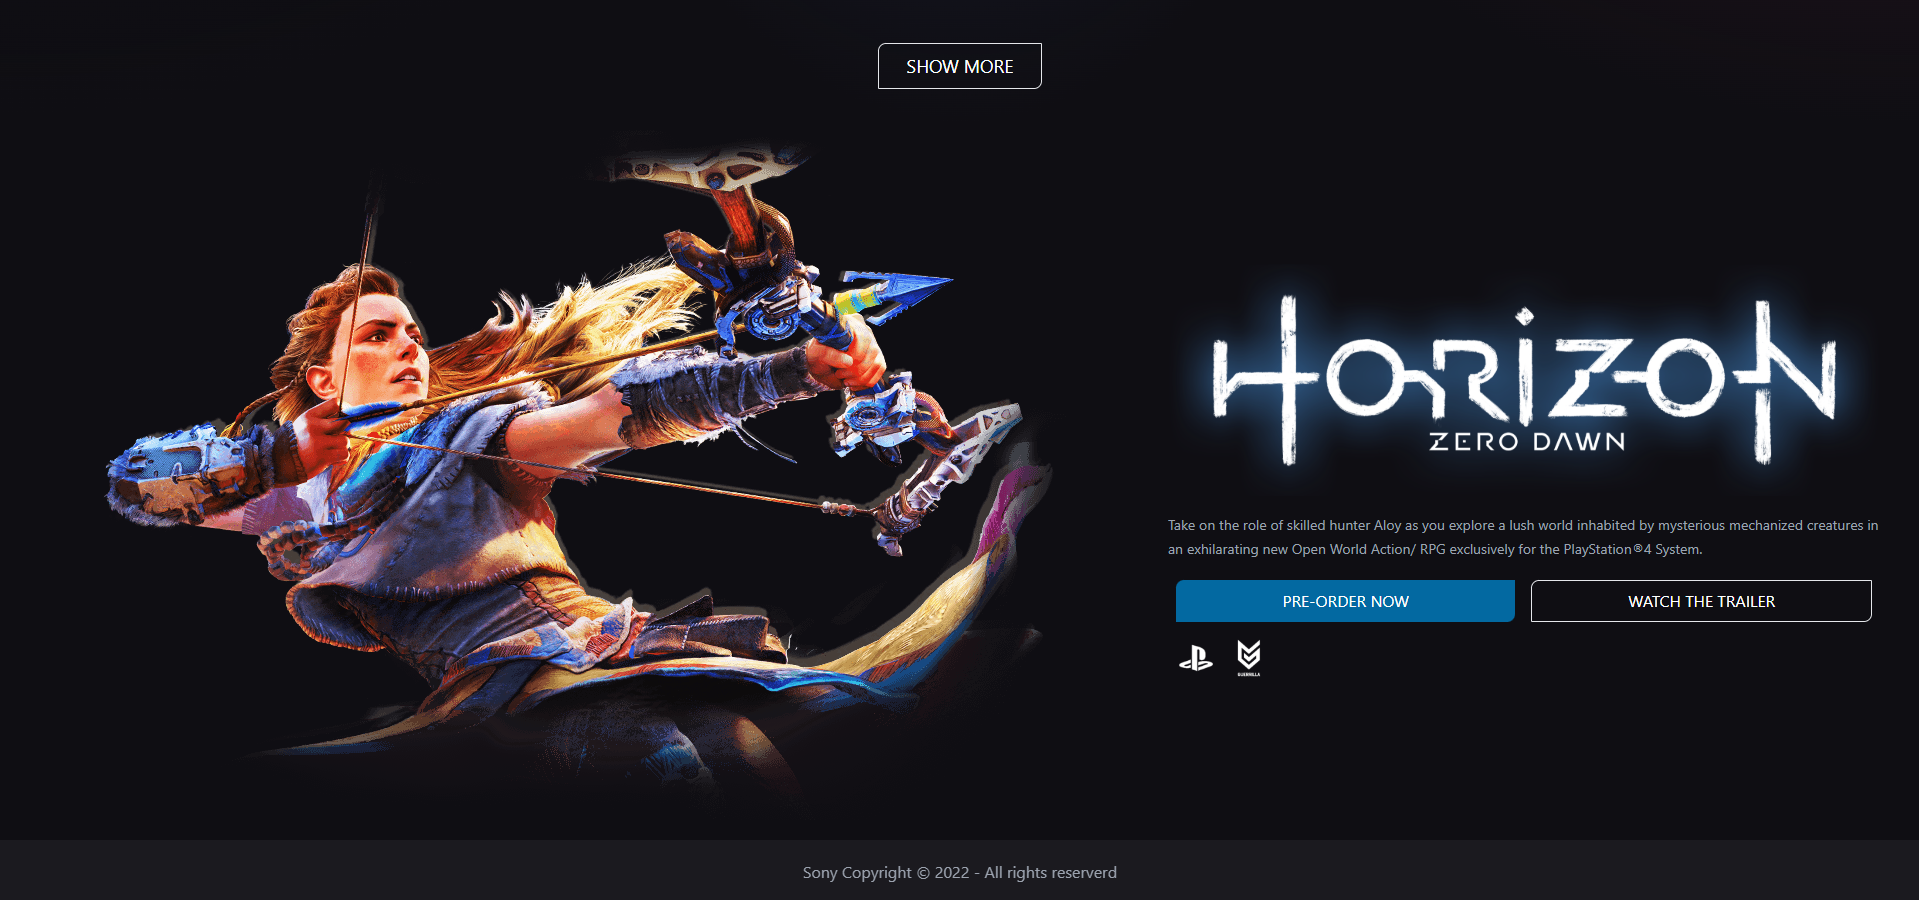 SHOW MORE
HORIZON
ZERO DAWN
Take on the role of skilled hunter Aloy as you explore a lush world inhabited by mysterious mechanized creatures in
an exhilarating new Open World Action/ RPG exclusively for the PlayStation®4 System.
PRE-ORDER NOW
WATCH THE TRAILER
GUERRILLA
Sony Copyright © 2022 - All rights reserverd